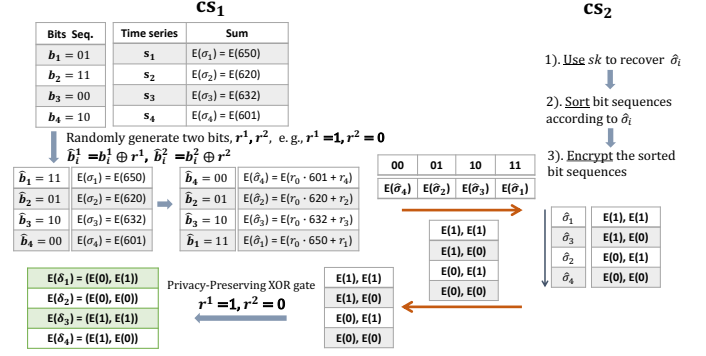 CS₁
CS₂
Bits Seq.
b₁ = 01
b₂ = 11
b₃ = 00
b₄ = 10
Time series Sum
s₁ E(σ₁) = E(650)
s₂ E(σ₂) = E(620)
s₃ E(σ₃) = E(632)
s₄ E(σ₄) = E(601)
1). Use sk to recover σ̂ᵢ
2). Sort bit sequences
according to σ̂ᵢ
3). Encrypt the sorted
bit sequences
Randomly generate two bits, r¹, r², e. g., r¹ = 1, r² = 0
b̂ᵢ¹ =bᵢ¹ ⊕ r¹, b̂ᵢ² =bᵢ² ⊕ r²
b̂₁ = 11 E(σ₁) = E(650)
b̂₂ = 01 E(σ₂) = E(620)
b̂₃ = 10 E(σ₃) = E(632)
b̂₄ = 00 E(σ₄) = E(601)
b̂₄ = 00 E(σ̂₄) = E(r₀ · 601 + r₄)
b̂₂ = 01 E(σ̂₂) = E(r₀ · 620 + r₂)
b̂₃ = 10 E(σ̂₃) = E(r₀ · 632 + r₃)
b̂₁ = 11 E(σ̂₁) = E(r₀ · 650 + r₁)
00 01 10 11
E(σ̂₄) E(σ̂₂) E(σ̂₃) E(σ̂₁)
E(1), E(1)
E(1), E(0)
E(0), E(1)
E(0), E(0)
σ̂₁ E(1), E(1)
σ̂₃ E(1), E(0)
σ̂₂ E(0), E(1)
σ̂₄ E(0), E(0)
E(1), E(1)
E(1), E(0)
E(0), E(1)
E(0), E(0)
Privacy-Preserving XOR gate
r¹ = 1, r² = 0
E(δ₁) = (E(0), E(1))
E(δ₂) = (E(0), E(0))
E(δ₃) = (E(1), E(1))
E(δ₄) = (E(1), E(0))